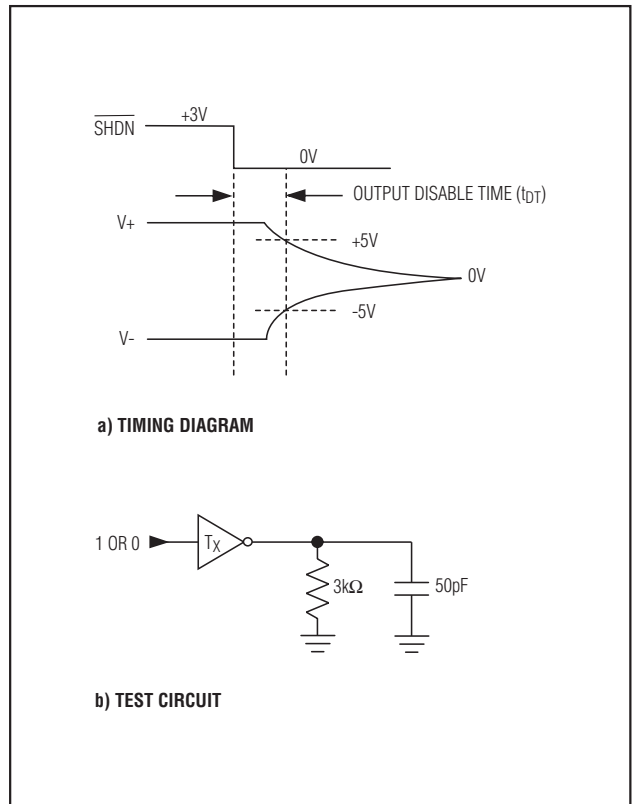 +3V
SHDN
0V
OUTPUT DISABLE TIME (tDT)
V+
+5V
0V
-5V
V-
a) TIMING DIAGRAM
1 OR 0
TX
3kΩ
50pF
b) TEST CIRCUIT